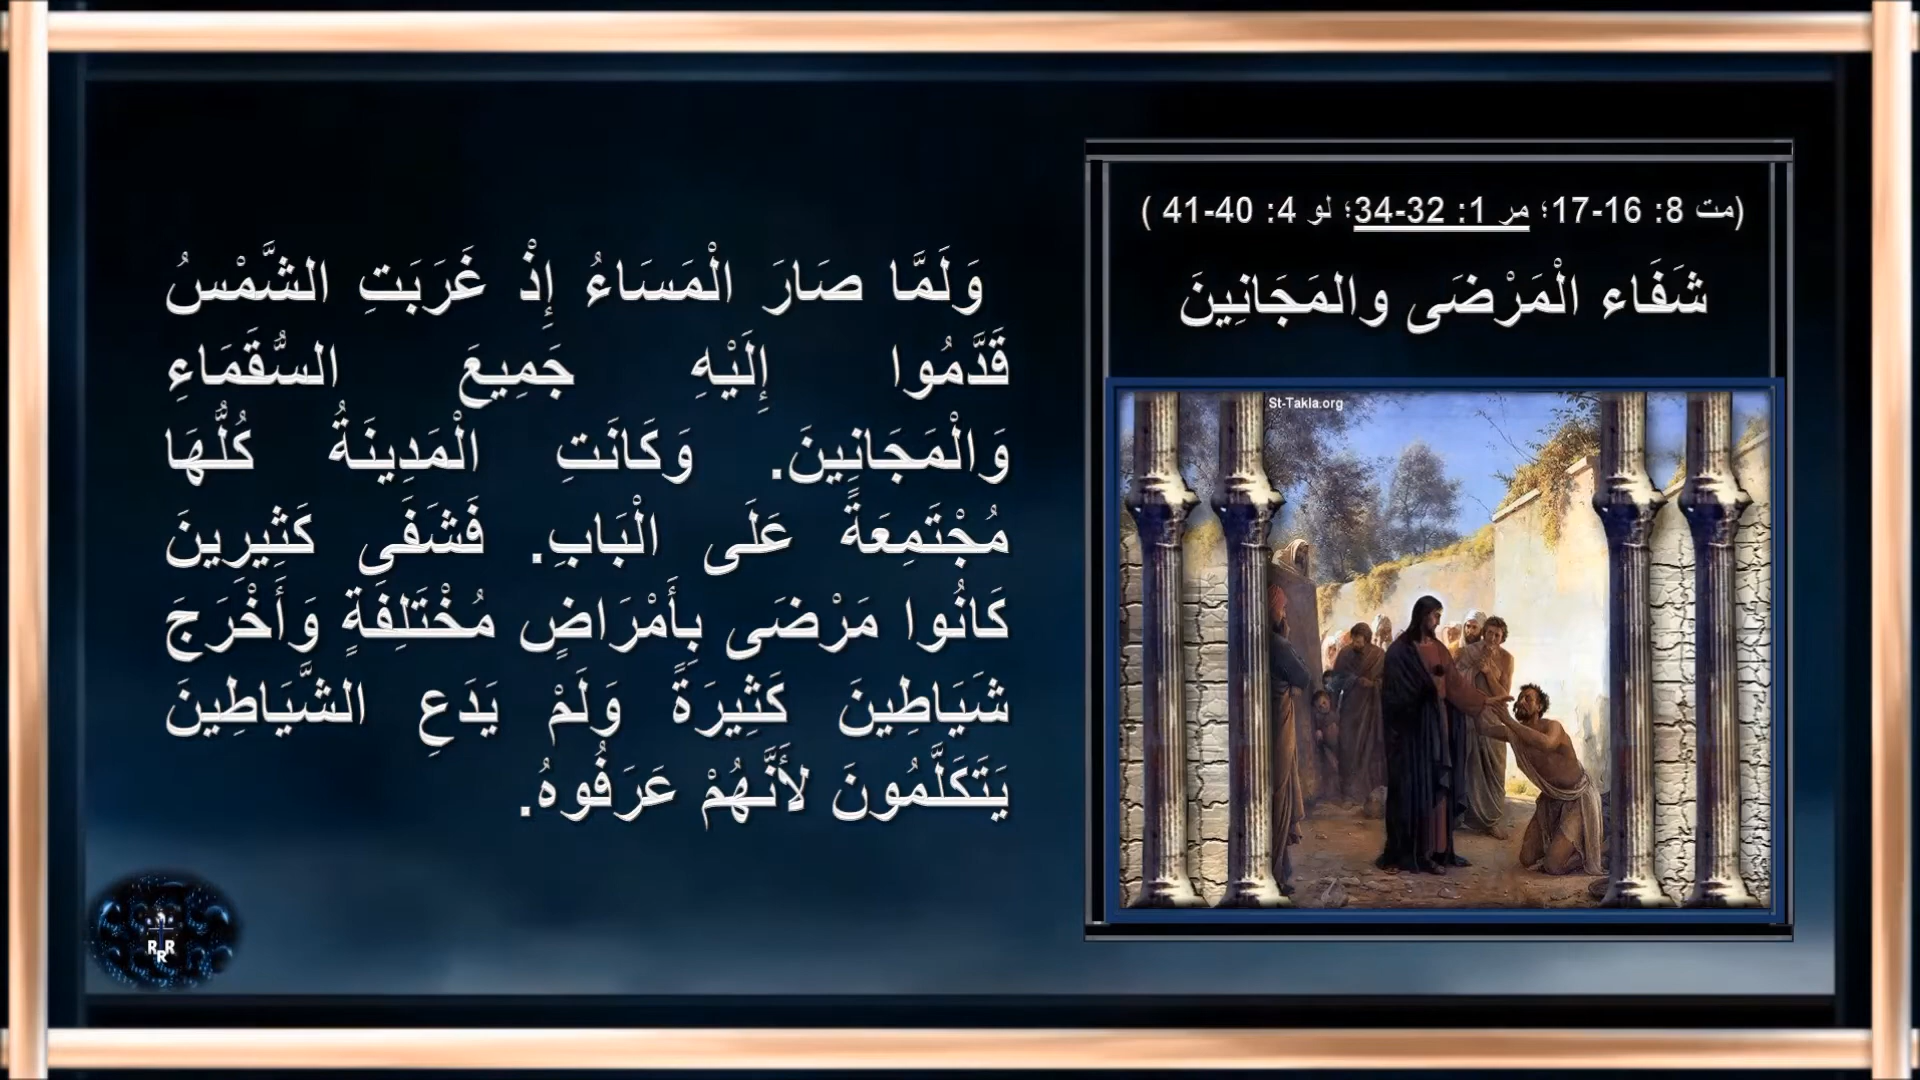 (مت 8: 16-17؛ مر 1: 32-34؛ لو 4: 40-41 )
شَفَاء الْمَرْضَى والمَجَانِينَ
St-Takla.org
وَلَمَّا صَارَ الْمَسَاءُ إِذْ غَرَبَتِ الشَّمْسُ
قَدَّمُوا إِلَيْهِ جَمِيعَ السُّقَمَاءِ
وَالْمَجَانِينَ. وَكَانَتِ الْمَدِينَةُ كُلُّهَا
مُجْتَمِعَةً عَلَى الْبَابِ. فَشَفَى كَثِيرِينَ
كَانُوا مَرْضَى بِأَمْرَاضٍ مُخْتَلِفَةٍ وَأَخْرَجَ
شَيَاطِينَ كَثِيرَةً وَلَمْ يَدَعِ الشَّيَاطِينَ
يَتَكَلَّمُونَ لأَنَّهُمْ عَرَفُوهُ.
R R
R